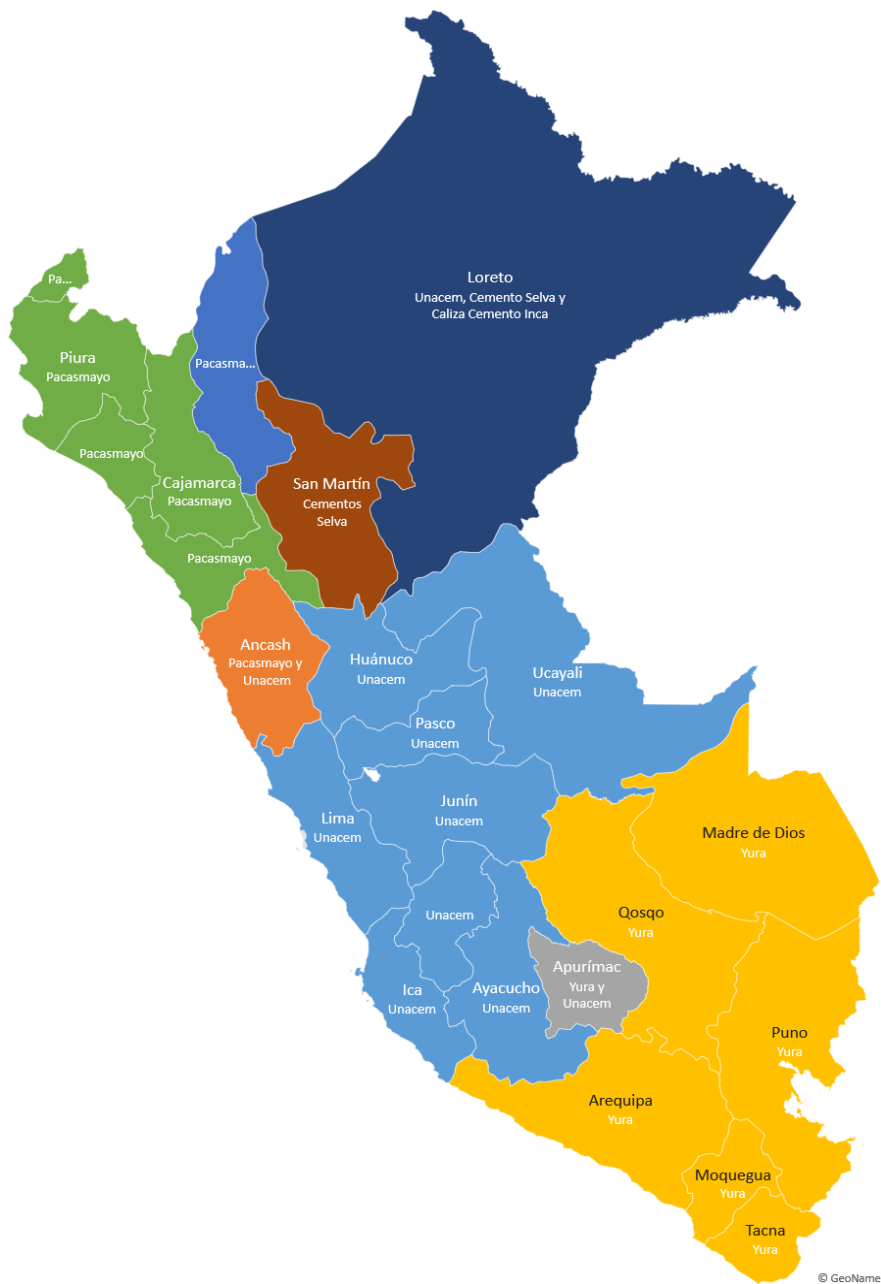 Loreto
Unacem, Cemento Selva y
Caliza Cemento Inca
Pa...
Piura
Pacasmayo
Pacasma...
Pacasmayo
Cajamarca
Pacasmayo
San Martín
Cementos
Selva
Pacasmayo
Ancash
Pacasmayo y
Unacem
Huánuco
Unacem
Ucayali
Unacem
Pasco
Unacem
Junín
Unacem
Lima
Unacem
Madre de Dios
Yura
Unacem
Qosqo
Yura
Apurímac
Yura y
Unacem
Ica
Unacem
Ayacucho
Unacem
Puno
Yura
Arequipa
Yura
Moquegua
Yura
Tacna
Yura
© GeoName